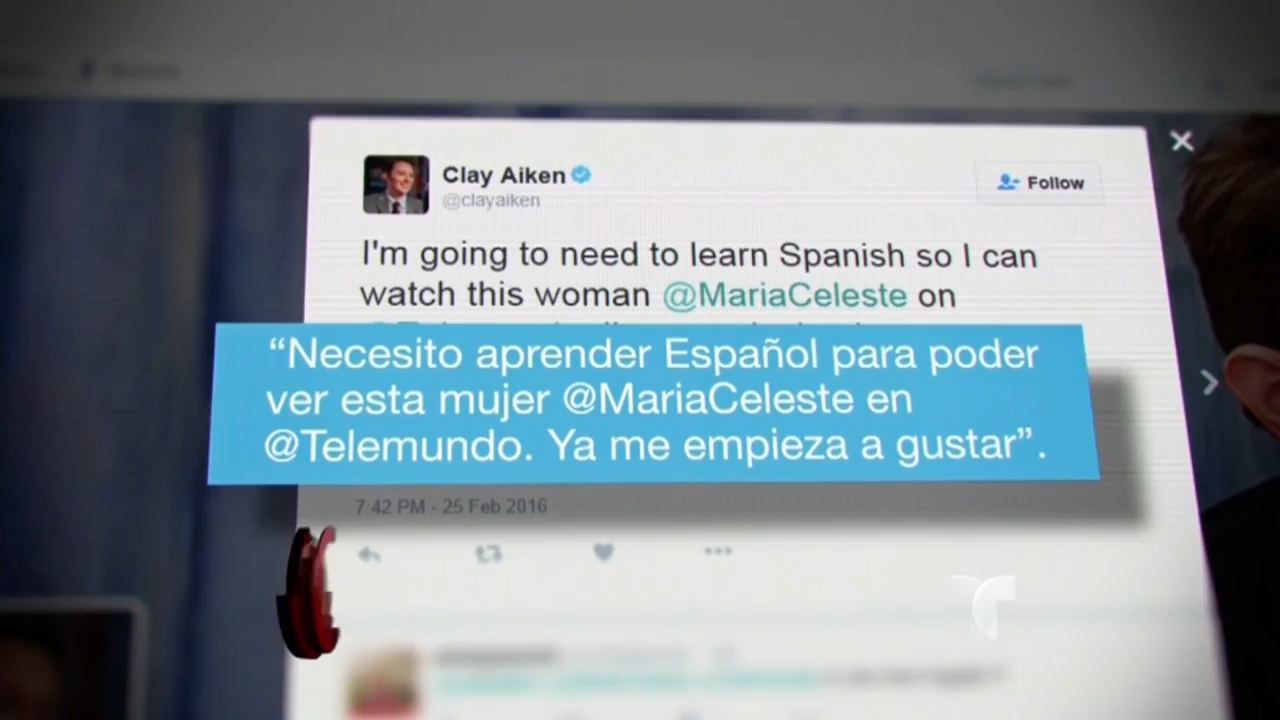 Clay Aiken
@clayaiken
Follow
I'm going to need to learn Spanish so I can
watch this woman @MariaCeleste on
“Necesito aprender Español para poder
ver esta mujer @MariaCeleste en
@Telemundo. Ya me empieza a gustar”.
7:42 PM - 25 Feb 2016